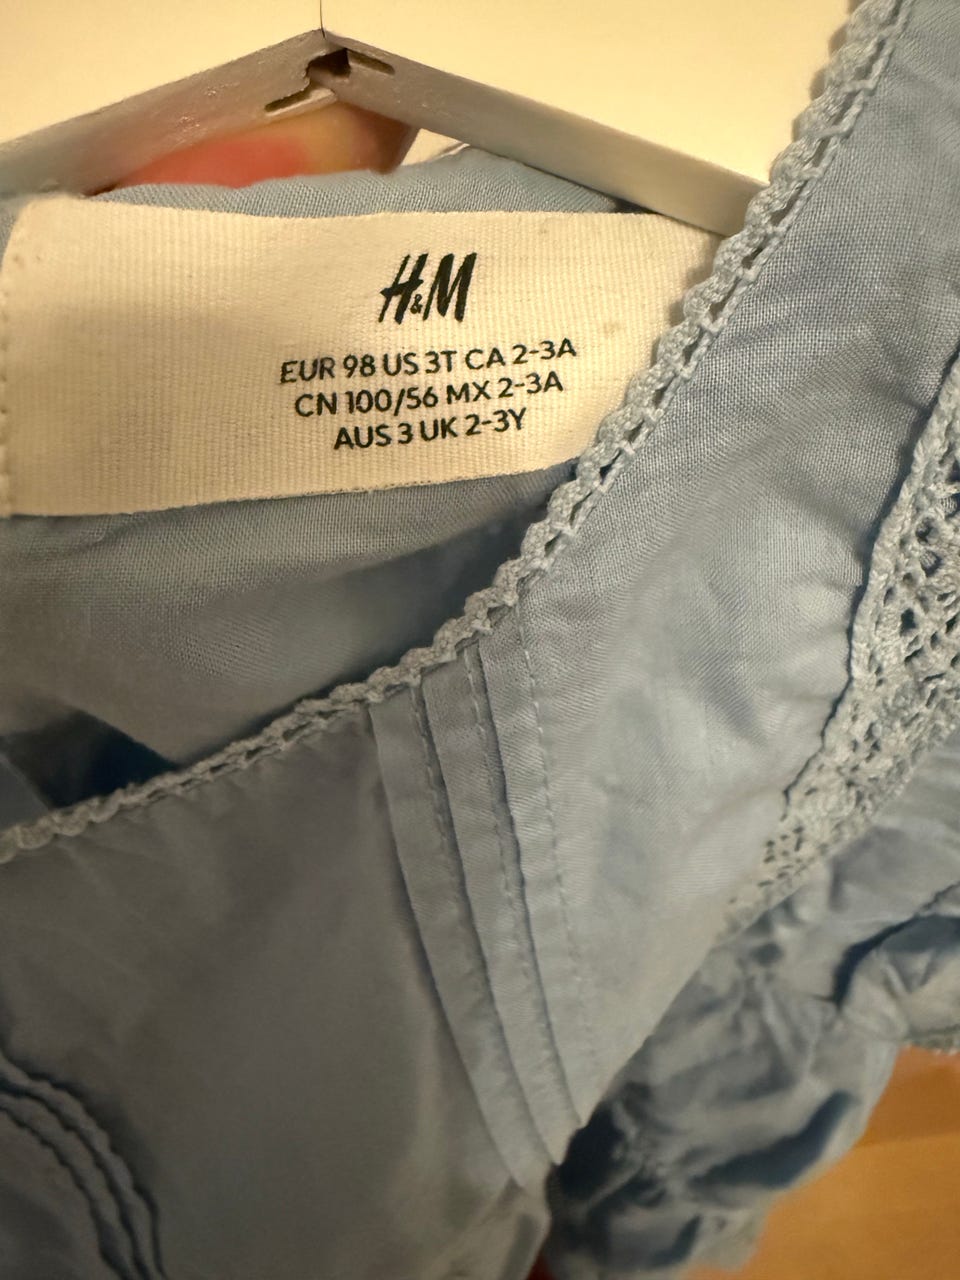 H&M
EUR 98 US 3T CA 2-3A
CN 100/56 MX 2-3A
AUS 3 UK 2-3Y